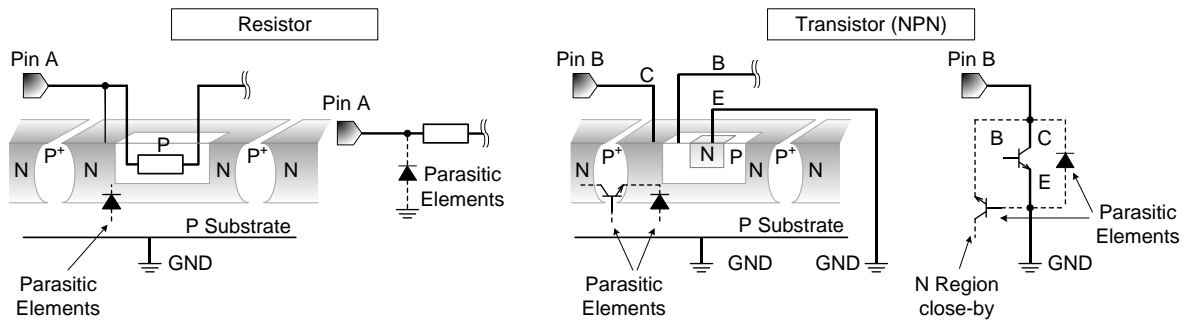 Resistor
Transistor (NPN)
Pin A
Pin B
C
B
E
Pin B
Pin A
N
P+
N
P
N
P+
N
Parasitic
Elements
P Substrate
GND
Parasitic
Elements
N
P+
N
N
P
N
P+
N
P Substrate
GND
GND
Parasitic
Elements
B
C
E
Parasitic
Elements
GND
N Region
close-by